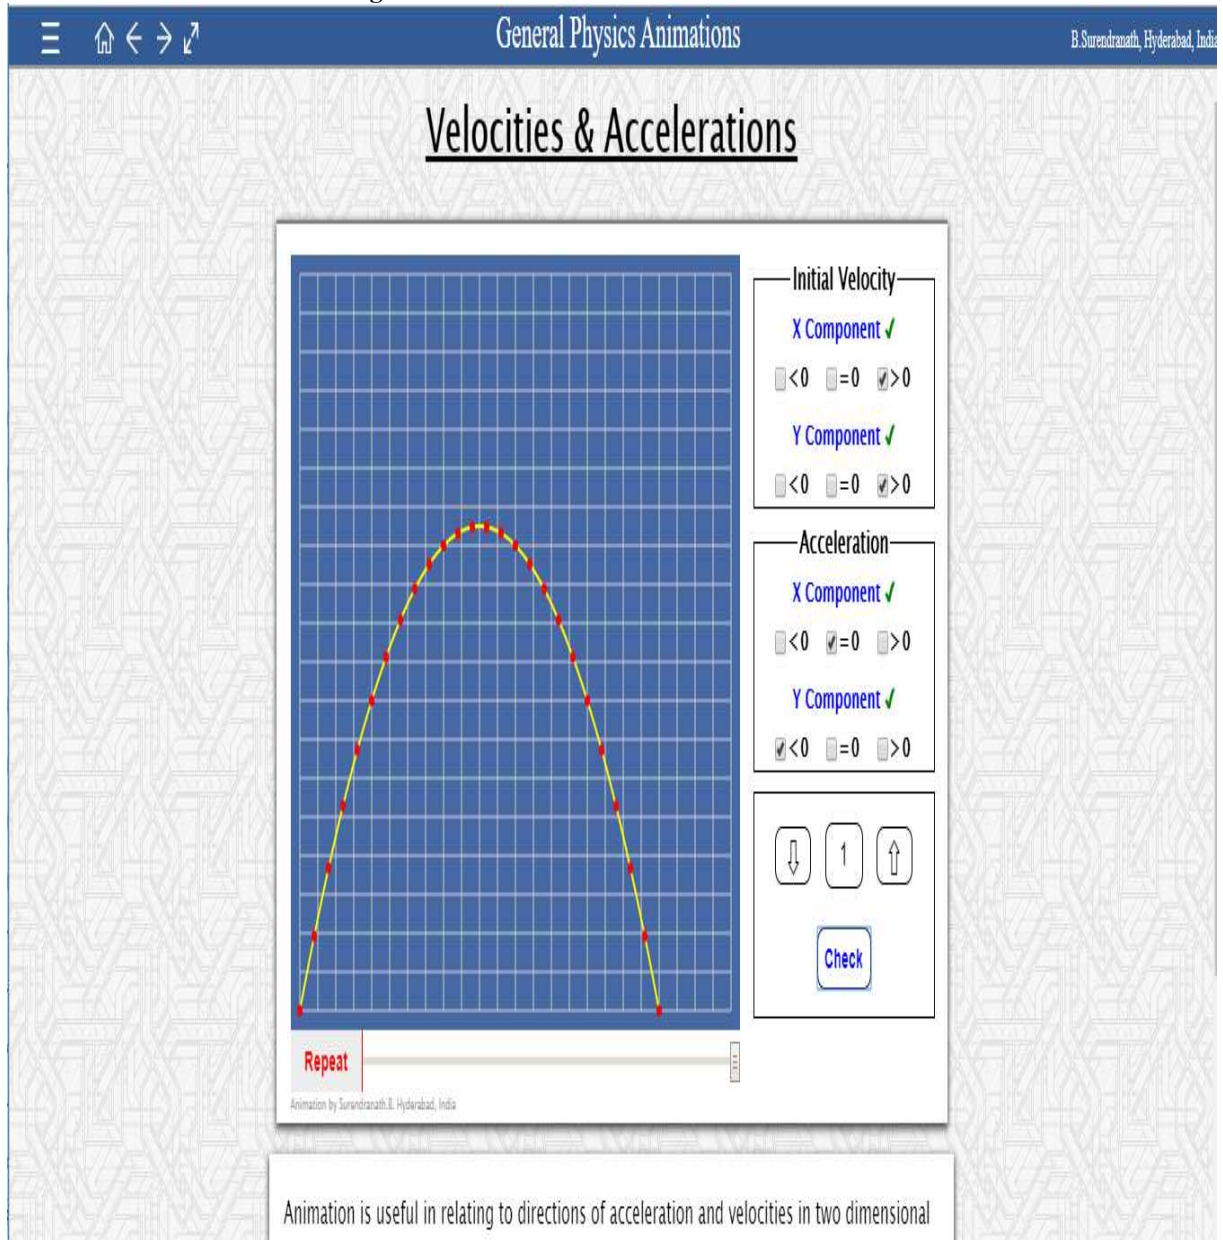 General Physics Animations
B.Surendranath, Hyderabad, India
Velocities & Accelerations
Initial Velocity
X Component ✓
<0 =0 >0
Y Component ✓
<0 =0 >0
Acceleration
X Component ✓
<0 =0 >0
Y Component ✓
<0 =0 >0
1
Check
Repeat
Animation by Surendranath.B. Hyderabad, India
Animation is useful in relating to directions of acceleration and velocities in two dimensional